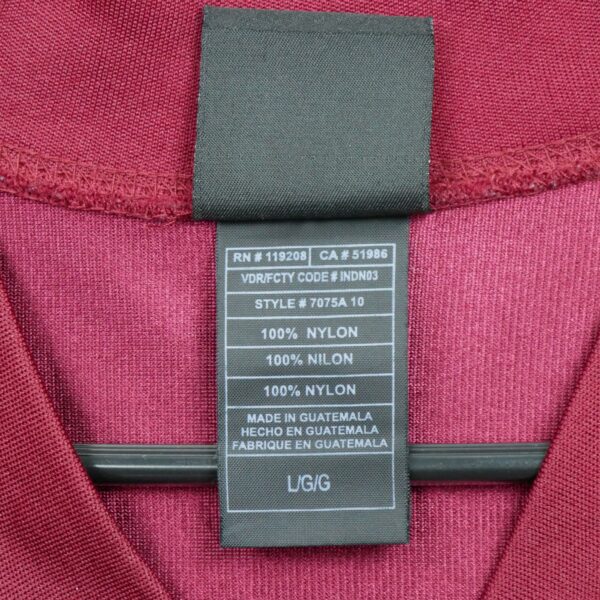 RN # 119208 CA # 51986
VDR/FCTY CODE # INDN03
STYLE # 7075A 10
100% NYLON
100% NILON
100% NYLON
MADE IN GUATEMALA
HECHO EN GUATEMALA
FABRIQUE EN GUATEMALA
L/G/G